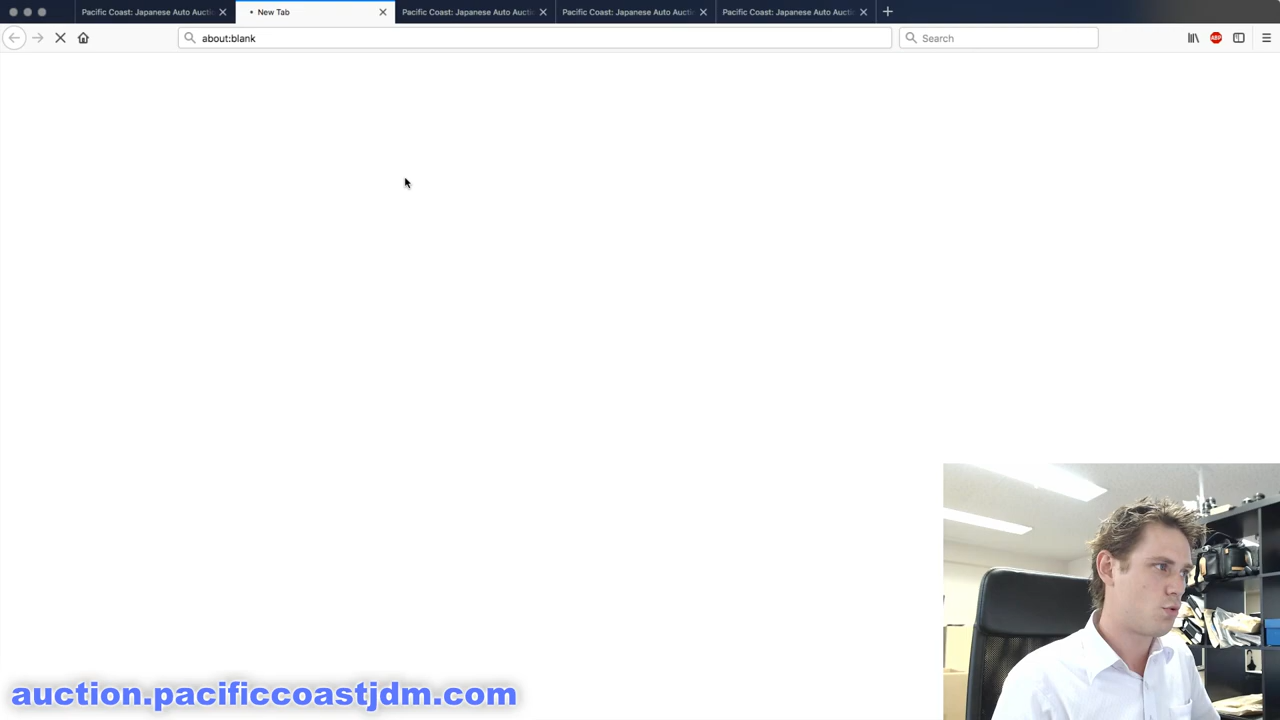 Pacific Coast: Japanese Auto Aucti
New Tab
Pacific Coast: Japanese Auto Aucti
Pacific Coast: Japanese Auto Aucti
Pacific Coast: Japanese Auto Aucti
about:blank
Search
ABP
auction.pacificcoastjdm.com